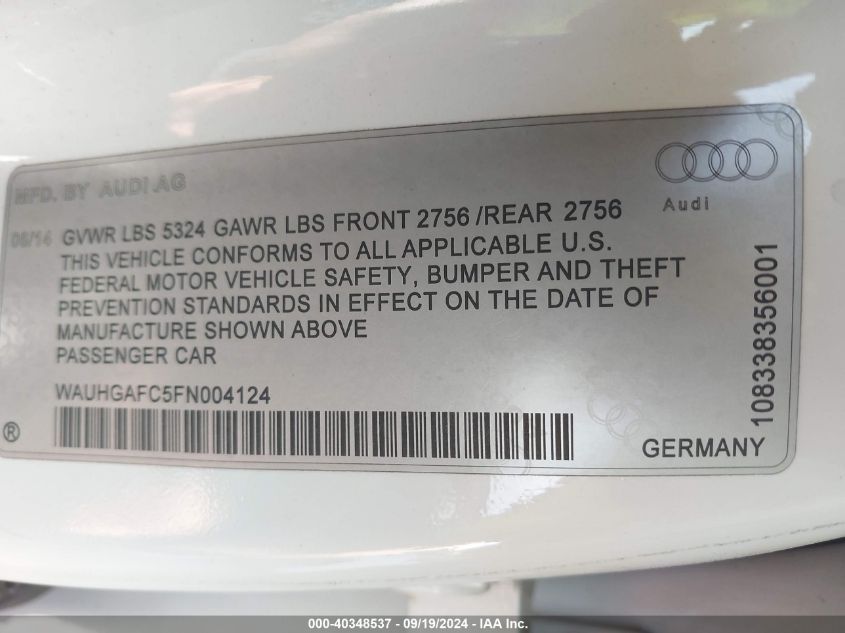 MFD. BY AUDI AG
Audi
08/14 GVWR LBS 5324 GAWR LBS FRONT 2756 /REAR 2756
THIS VEHICLE CONFORMS TO ALL APPLICABLE U.S.
FEDERAL MOTOR VEHICLE SAFETY, BUMPER AND THEFT
PREVENTION STANDARDS IN EFFECT ON THE DATE OF
MANUFACTURE SHOWN ABOVE
PASSENGER CAR
WAUHGAFC5FN004124
®
GERMANY
10833838356001
000-40348537 - 09/19/2024 - IAA-US